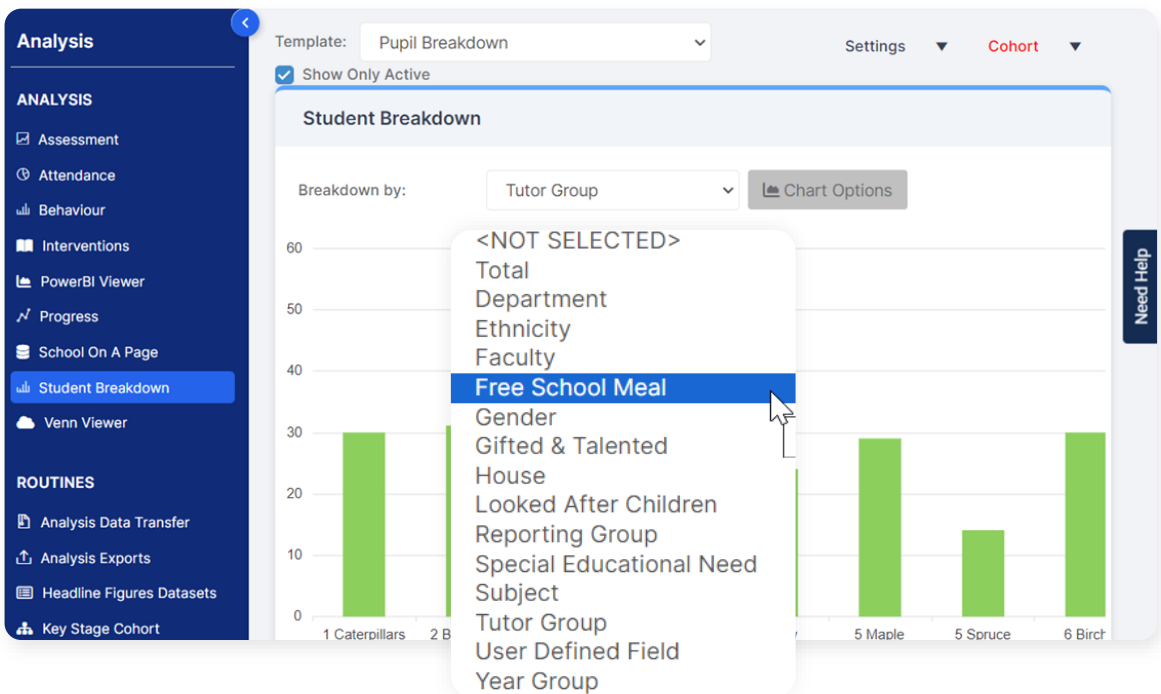 Analysis
ANALYSIS
Assessment
Attendance
Behaviour
Interventions
PowerBI Viewer
Progress
School On A Page
Student Breakdown
Venn Viewer
ROUTINES
Analysis Data Transfer
Analysis Exports
Headline Figures Datasets
Key Stage Cohort
Template: Pupil Breakdown
Settings
Cohort
Show Only Active
Student Breakdown
Breakdown by: Tutor Group
Chart Options
<NOT SELECTED>
Total
Department
Ethnicity
Faculty
Free School Meal
Gender
Gifted & Talented
House
Looked After Children
Reporting Group
Special Educational Need
Subject
Tutor Group
User Defined Field
Year Group
60
50
40
30
20
10
0
1 Caterpillars
2 B
5 Maple
5 Spruce
6 Birch
Need Help